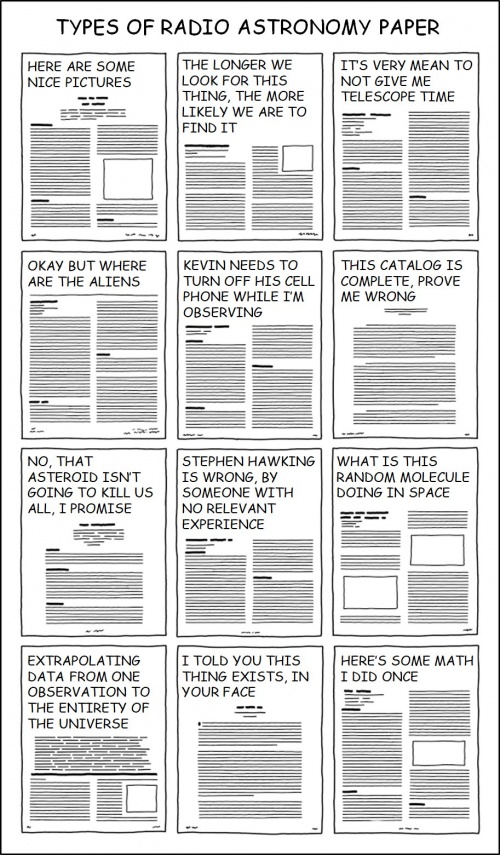 TYPES OF RADIO ASTRONOMY PAPER
HERE ARE SOME
NICE PICTURES
THE LONGER WE
LOOK FOR THIS
THING, THE MORE
LIKELY WE ARE TO
FIND IT
IT'S VERY MEAN TO
NOT GIVE ME
TELESCOPE TIME
OKAY BUT WHERE
ARE THE ALIENS
KEVIN NEEDS TO
TURN OFF HIS CELL
PHONE WHILE I'M
OBSERVING
THIS CATALOG IS
COMPLETE, PROVE
ME WRONG
NO, THAT
ASTEROID ISN'T
GOING TO KILL US
ALL, I PROMISE
STEPHEN HAWKING
IS WRONG, BY
SOMEONE WITH
NO RELEVANT
EXPERIENCE
WHAT IS THIS
RANDOM MOLECULE
DOING IN SPACE
EXTRAPOLATING
DATA FROM ONE
OBSERVATION TO
THE ENTIRETY OF
THE UNIVERSE
I TOLD YOU THIS
THING EXISTS, IN
YOUR FACE
HERE'S SOME MATH
I DID ONCE